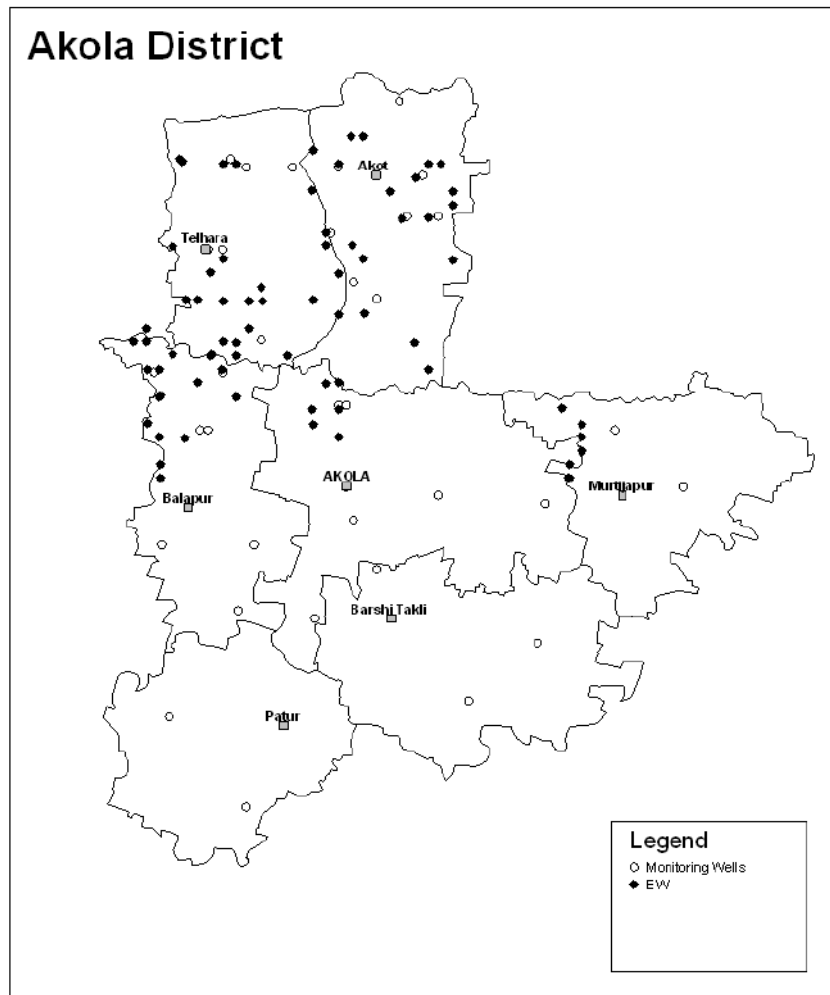 Akola District
Akot
Telhara
AKOLA
Murtijapur
Balapur
Barshi Takli
Patur
Legend
Monitoring Wells
EW